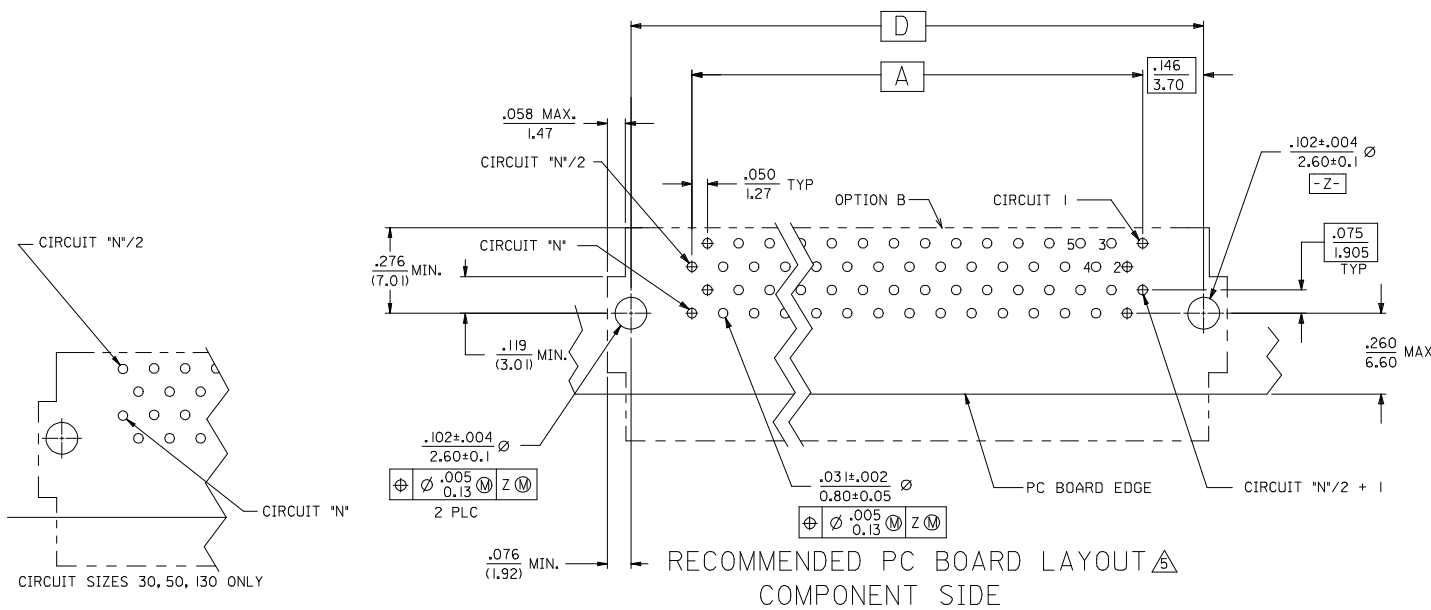 D
A
.146
3.70
.058 MAX.
1.47
CIRCUIT "N"/2
.050
1.27 TYP
OPTION B
CIRCUIT 1
.102±.004
2.60±0.1 Ø
-Z-
CIRCUIT "N"/2
CIRCUIT "N"
.276
(7.01) MIN.
5 3
4 2
.075
1.905
TYP
.119
(3.01) MIN.
.260
6.60 MAX
.102±.004
2.60±0.1 Ø
⌖ Ø .005
0.13 Ⓜ Z Ⓜ
2 PLC
.031±.002
0.80±0.05 Ø
⌖ Ø .005
0.13 Ⓜ Z Ⓜ
PC BOARD EDGE
CIRCUIT "N"/2 + 1
CIRCUIT "N"
CIRCUIT SIZES 30, 50, 130 ONLY
.076
(1.92) MIN.
RECOMMENDED PC BOARD LAYOUT 5
COMPONENT SIDE